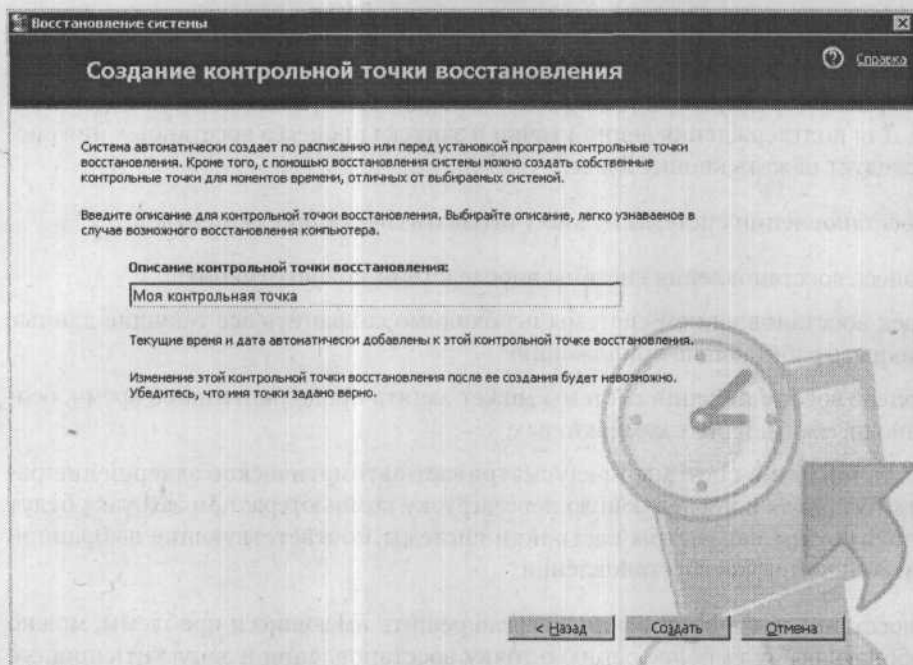 Восстановление системы
Создание контрольной точки восстановления
Справка
Система автоматически создает по расписанию или перед установкой программ контрольные точки
восстановления. Кроме того, с помощью восстановления системы можно создать собственные
контрольные точки для моментов времени, отличных от выбираемых системой.
Введите описание для контрольной точки восстановления. Выбирайте описание, легко узнаваемое в
случае возможного восстановления компьютера.
Описание контрольной точки восстановления:
Моя контрольная точка
Текущие время и дата автоматически добавлены к этой контрольной точке восстановления.
Изменение этой контрольной точки восстановления после ее создания будет невозможно.
Убедитесь, что имя точки задано верно.
< Назад
Создать
Отмена